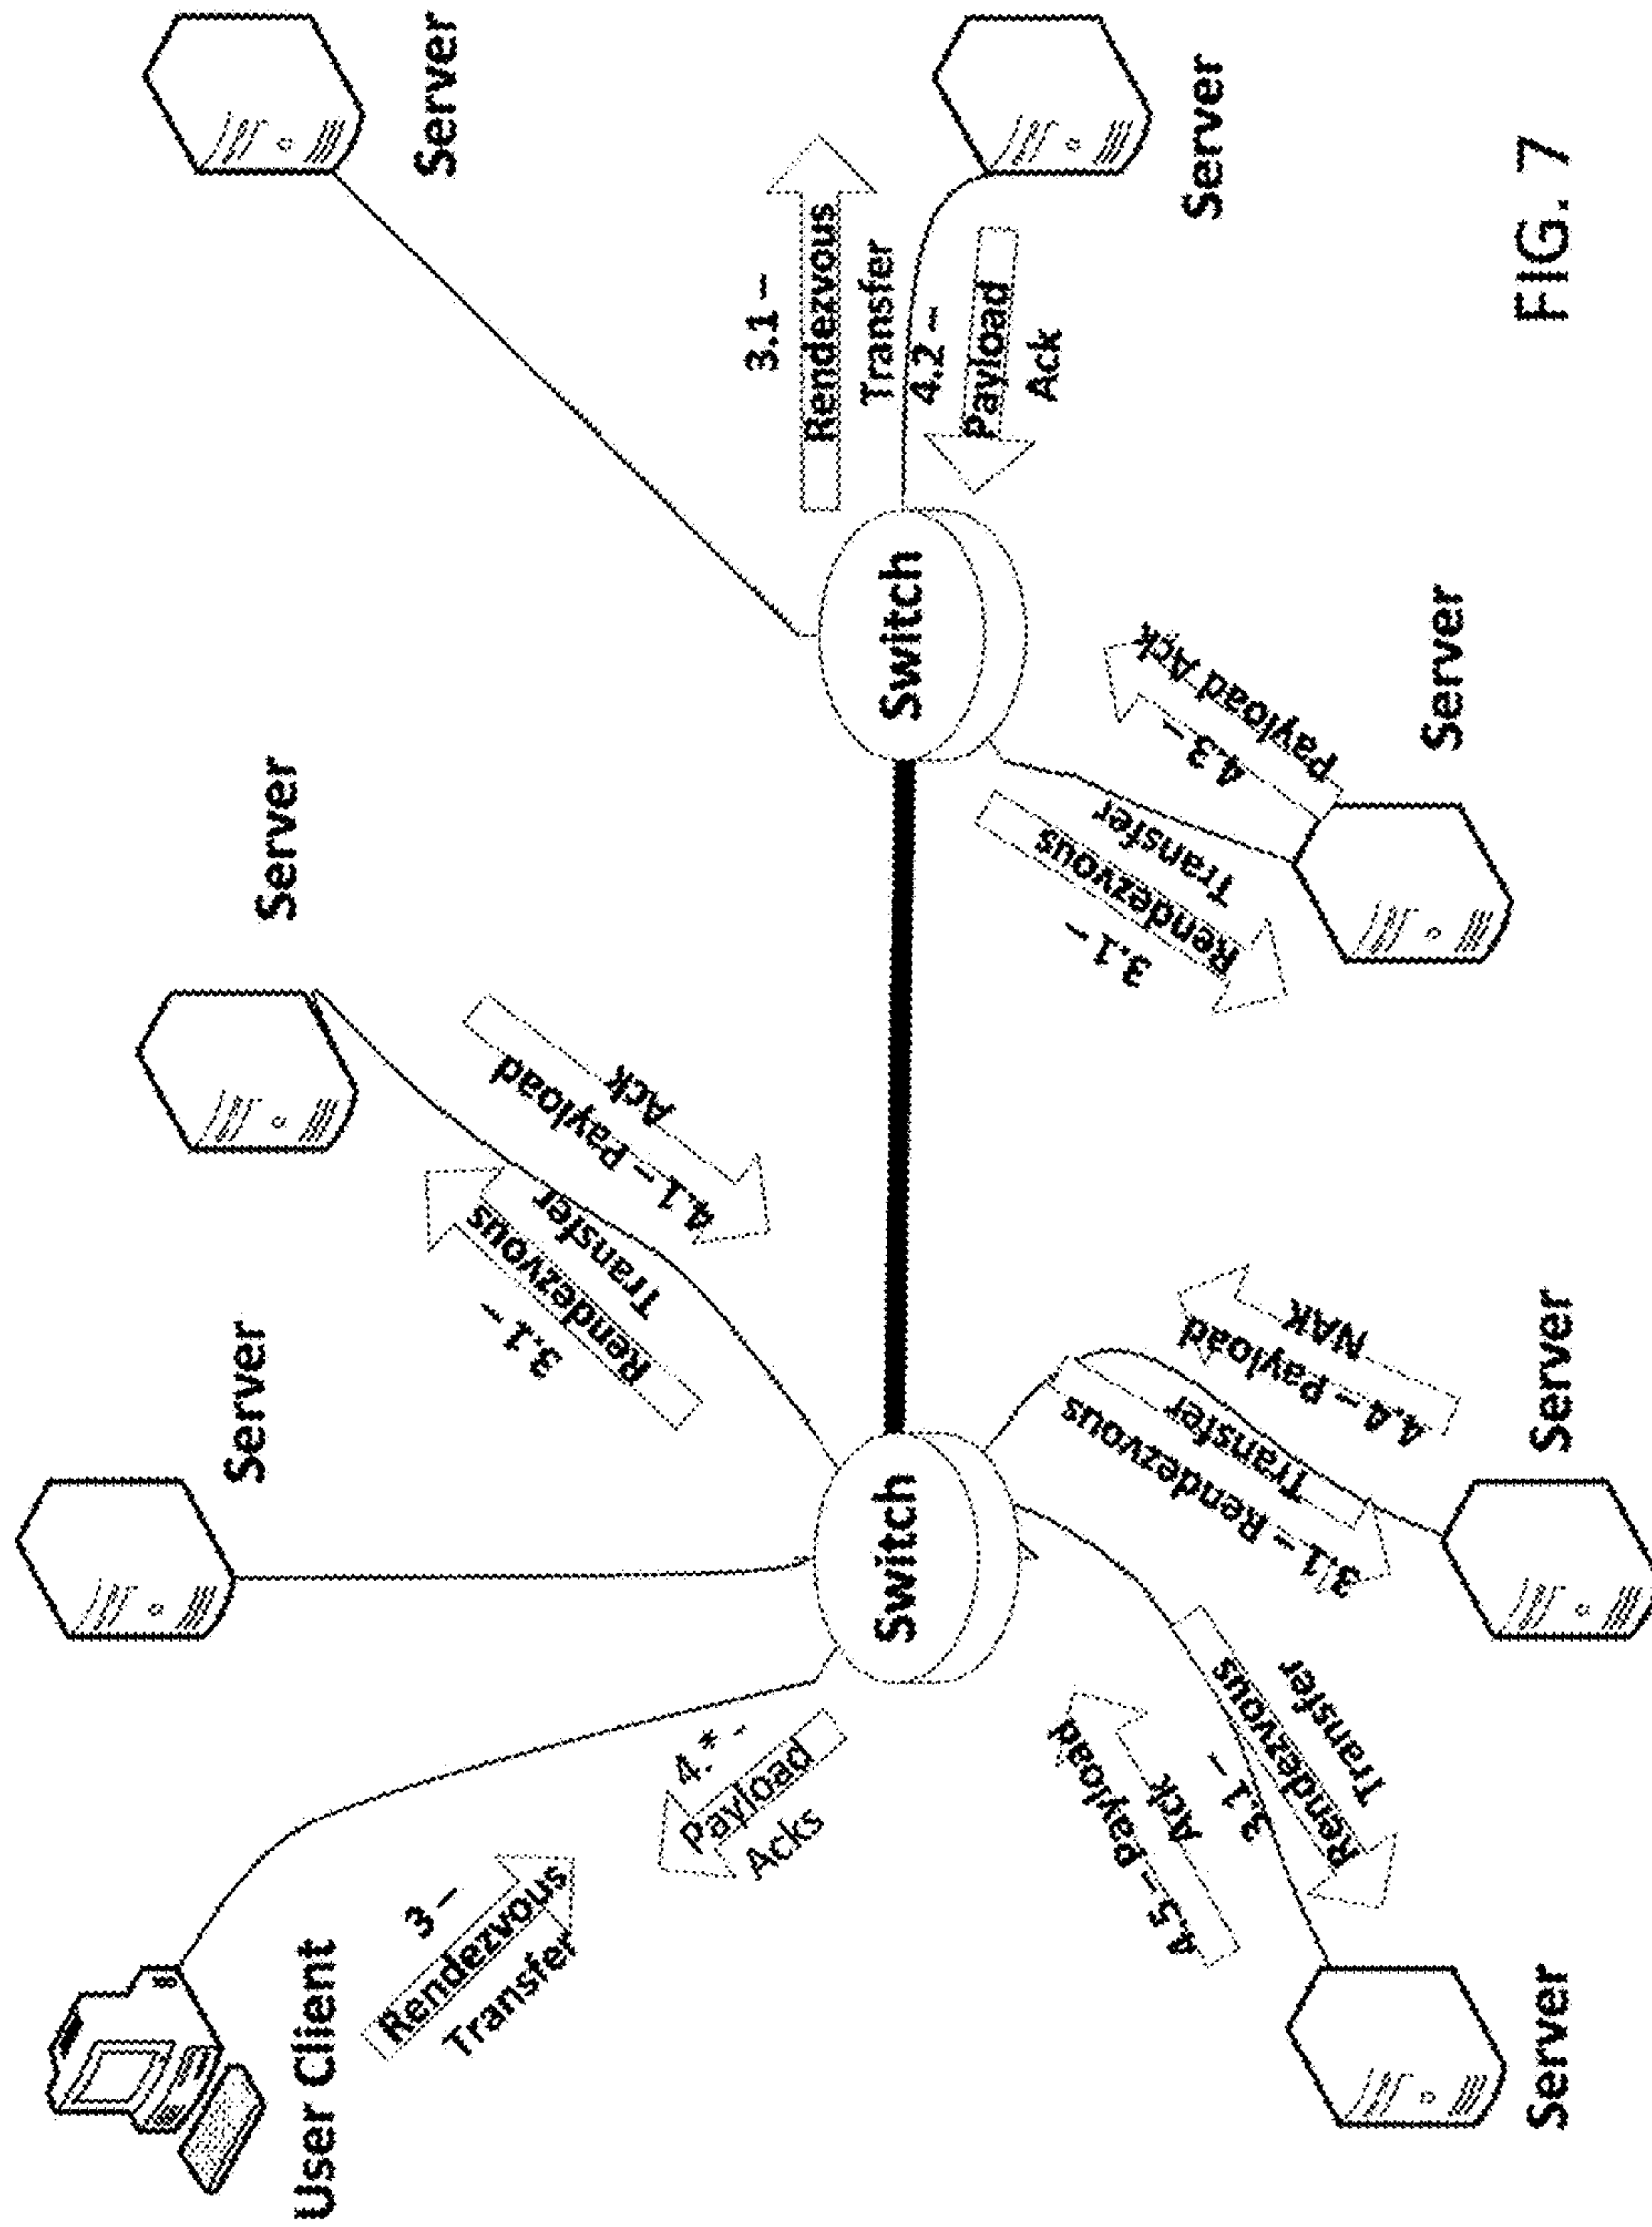 User Client
3 –
Rendezvous
Transfer
4.* -
Payload
Acks
Server
Server
3.1 –
Rendezvous
Transfer
4.1 – Payload
Ack
Server
Switch
Switch
3.1 –
Rendezvous
Transfer
4.2 –
Payload
Ack
Server
4.5 – Payload
Ack
3.1 –
Rendezvous
Transfer
Server
3.1 – Rendezvous
Transfer
4.4 – Payload
NAK
Server
3.1 –
Rendezvous
Transfer
4.3 –
Payload Ack
Server
FIG. 7